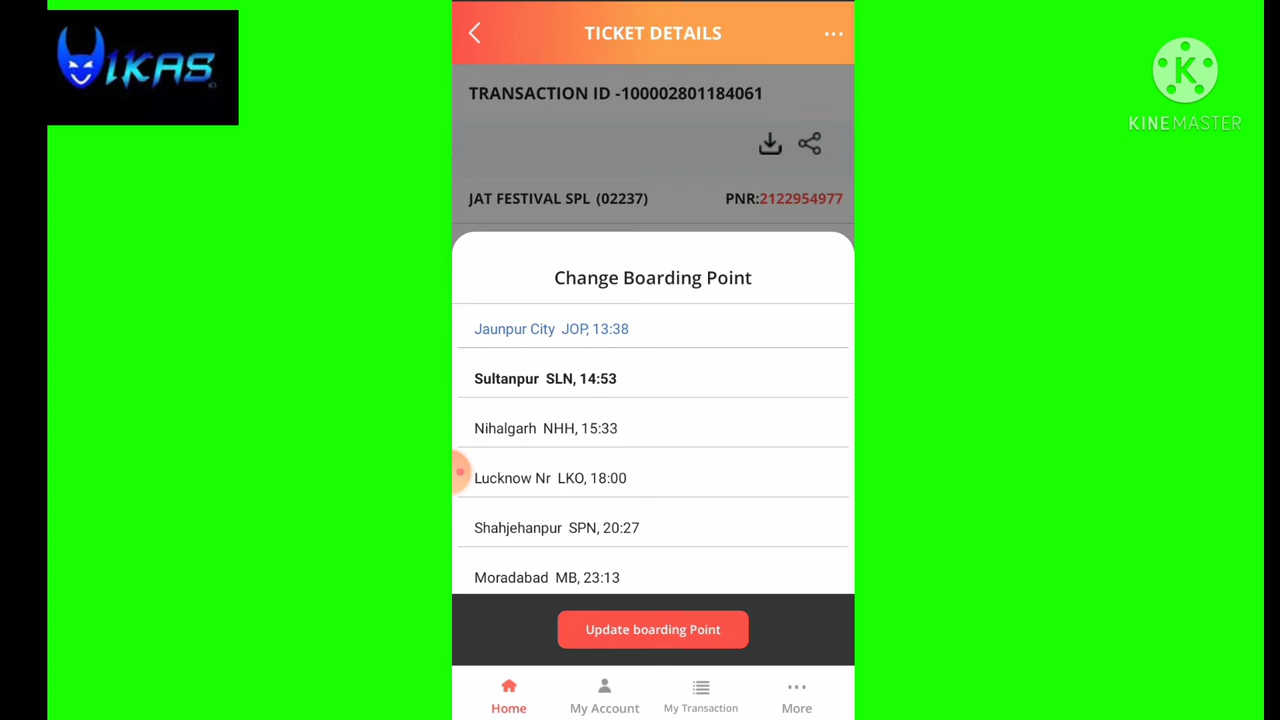 VIKAS
TICKET DETAILS
TRANSACTION ID -100002801184061
JAT FESTIVAL SPL (02237) PNR:2122954977
Change Boarding Point
Jaunpur City JOP, 13:38
Sultanpur SLN, 14:53
Nihalgarh NHH, 15:33
Lucknow Nr LKO, 18:00
Shahjehanpur SPN, 20:27
Moradabad MB, 23:13
Update boarding Point
Home My Account My Transaction More
K
KINEMASTER